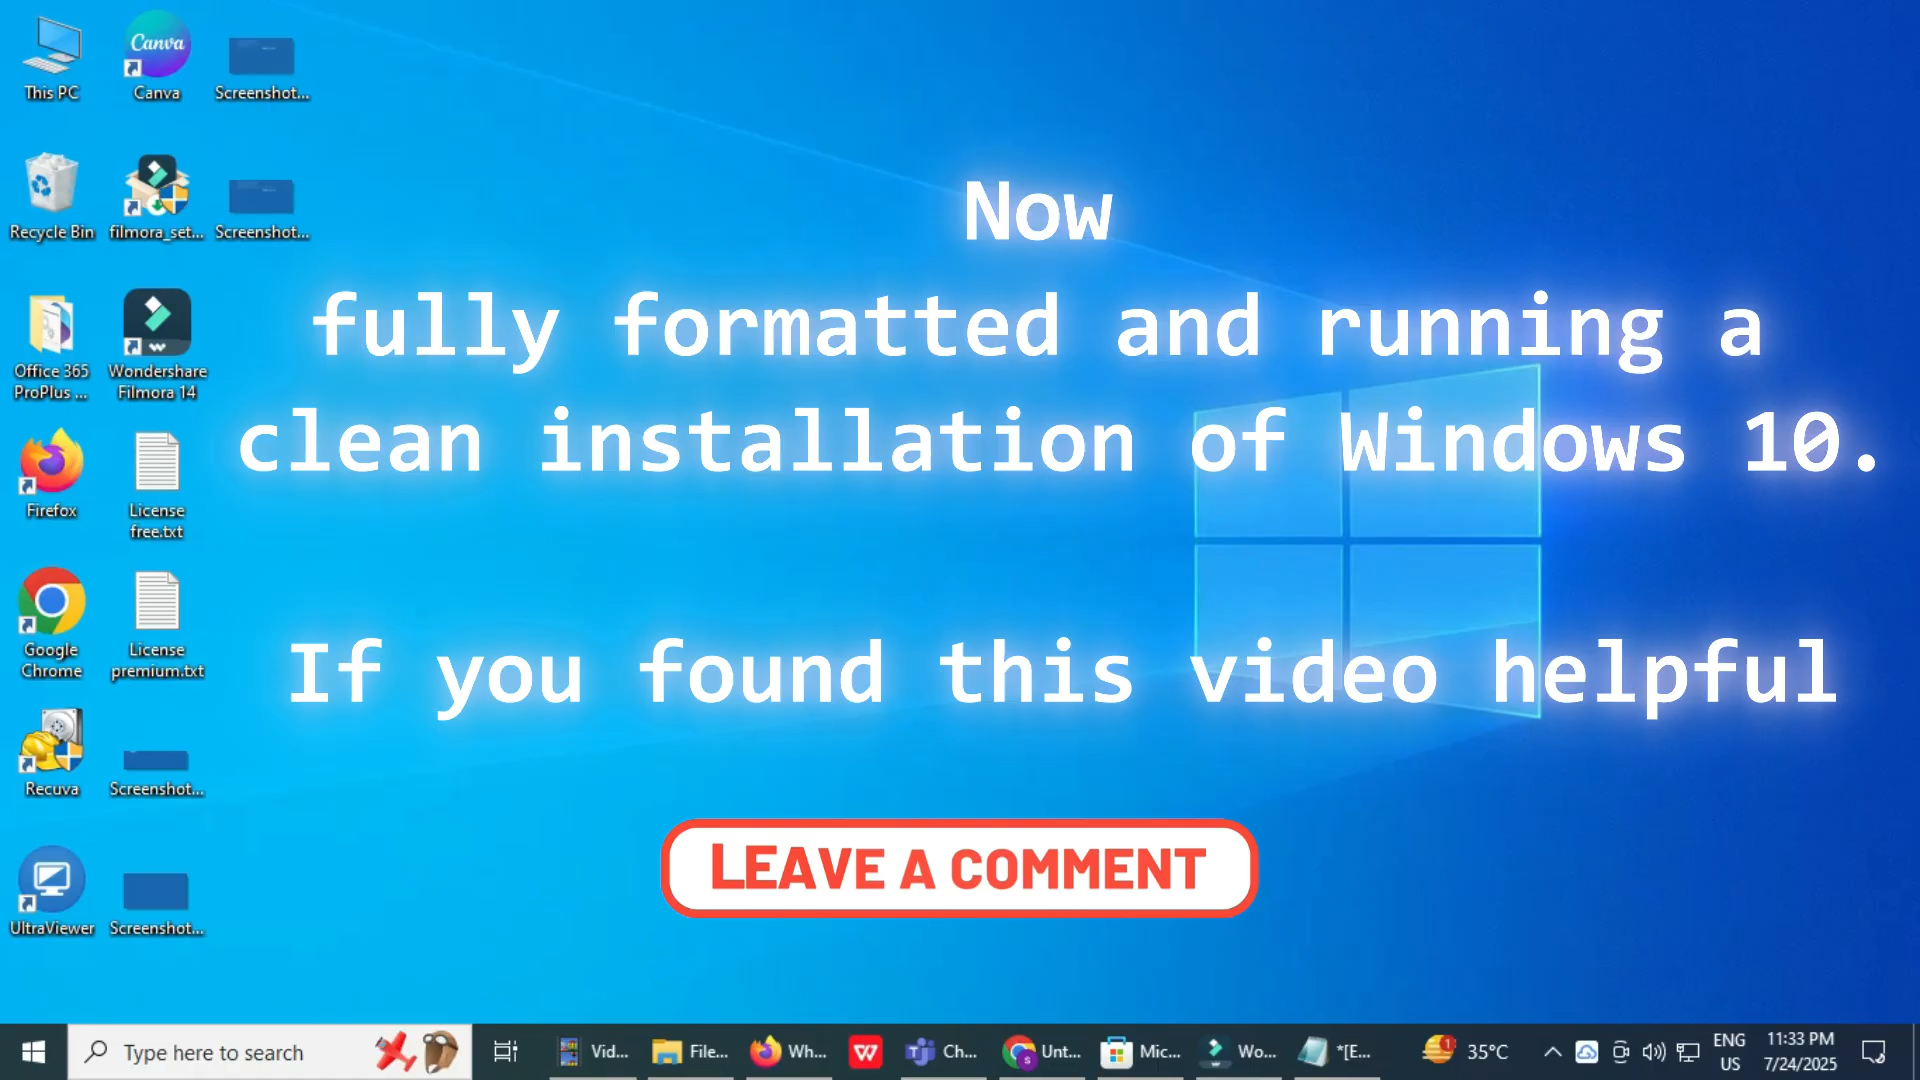 This PC
Canva
Canva
Screenshot...
Recycle Bin
filmora_set...
Screenshot...
Office 365
ProPlus ...
Wondershare
Filmora 14
Firefox
License
free.txt
Google
Chrome
License
premium.txt
Recuva
Screenshot...
UltraViewer
Screenshot...
Now
fully formatted and running a
clean installation of Windows 10.
If you found this video helpful
LEAVE A COMMENT
Type here to search
Vid...
File...
Wh...
W
Ch...
Unt...
Mic...
Wo...
*[E...
1
35°C
ENG
US
11:33 PM
7/24/2025